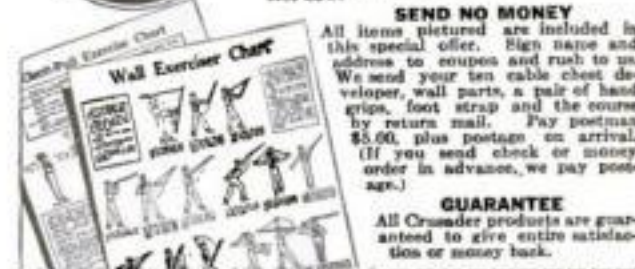 Chest-Pull Exercise Chart
Wall Exerciser Chart
SEND NO MONEY
All items pictured are included in
this special offer. Sign name and
address to coupon and rush to us.
We send your ten cable chest de-
veloper, wall parts, a pair of hand
grips, foot strap and the course
by return mail. Pay postman
$5.00, plus postage on arrival.
(If you send check or money
order in advance, we pay post-
age.)
GUARANTEE
All Crusader products are guar-
anteed to give entire satisfac-
tion or money back.